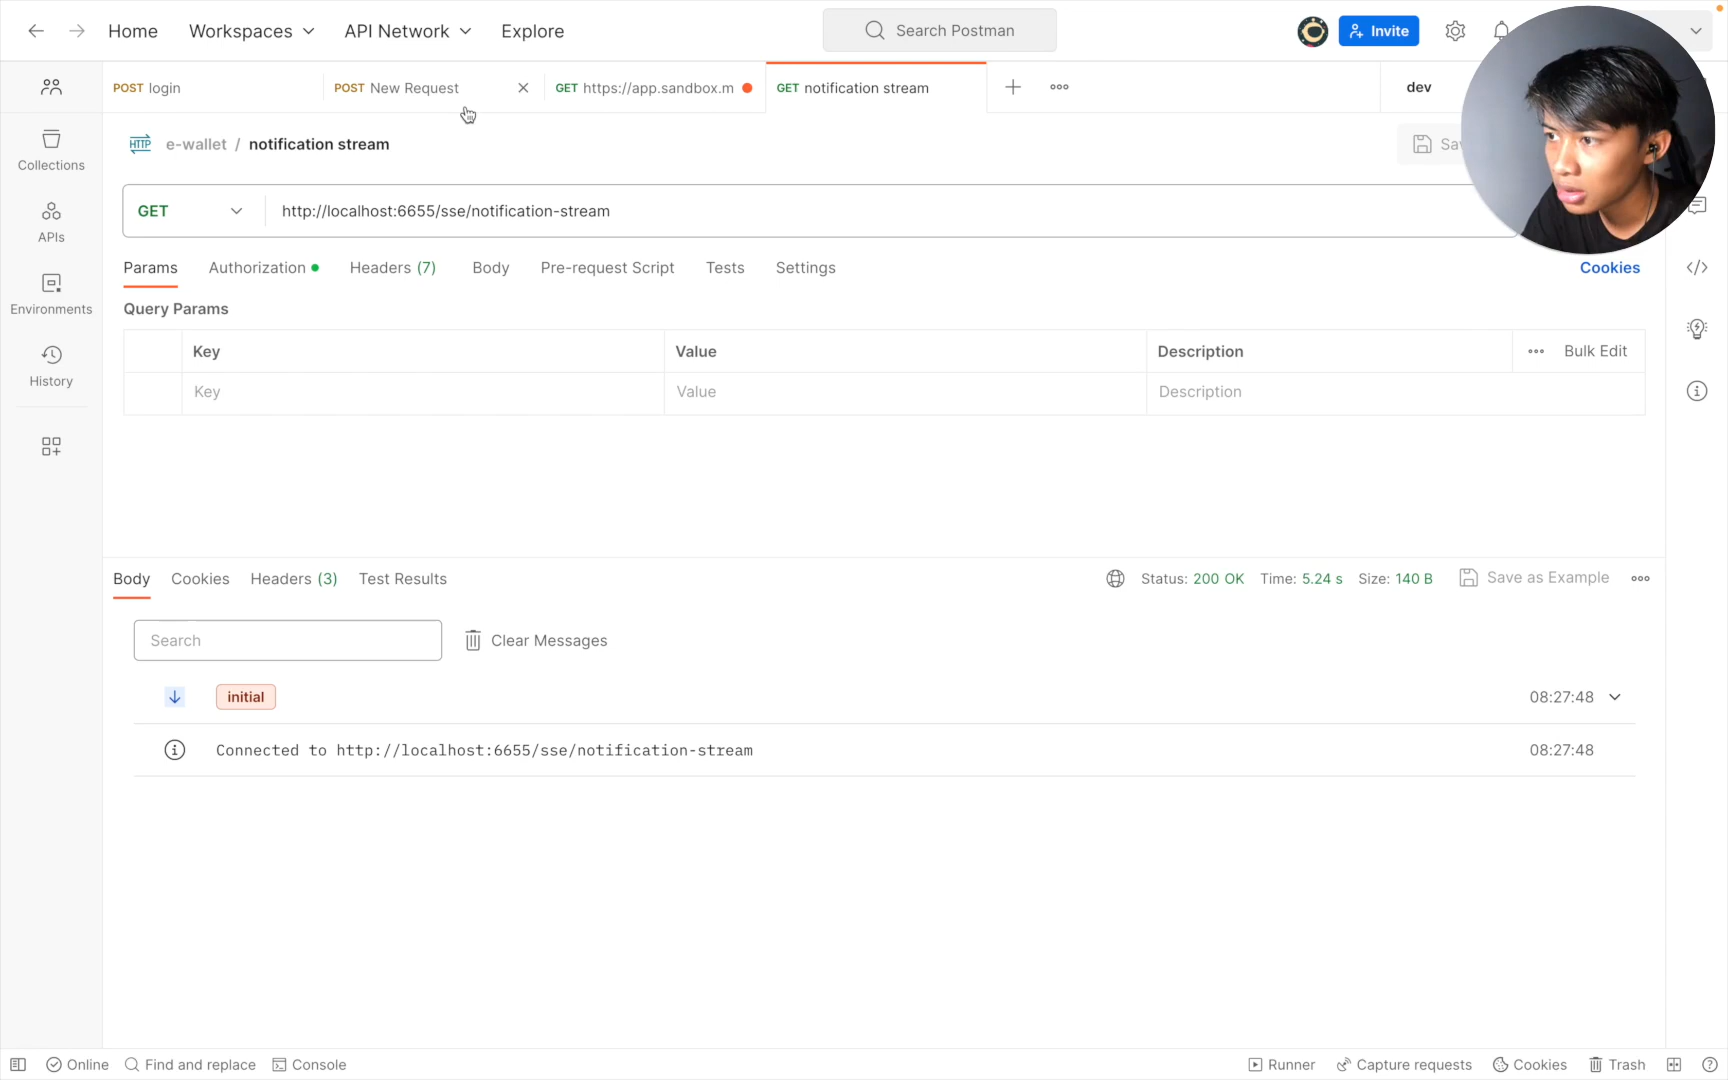 Home Workspaces API Network Explore Search Postman Invite
POST login POST New Request GET https://app.sandbox.m GET notification stream dev
HTTP e-wallet / notification stream
GET http://localhost:6655/sse/notification-stream
Params Authorization Headers (7) Body Pre-request Script Tests Settings Cookies
Query Params
Key Value Description Bulk Edit
Key Value Description
Collections
APIs
Environments
History
Body Cookies Headers (3) Test Results Status: 200 OK Time: 5.24 s Size: 140 B Save as Example
Search Clear Messages
initial 08:27:48
Connected to http://localhost:6655/sse/notification-stream 08:27:48
Online Find and replace Console Runner Capture requests Cookies Trash